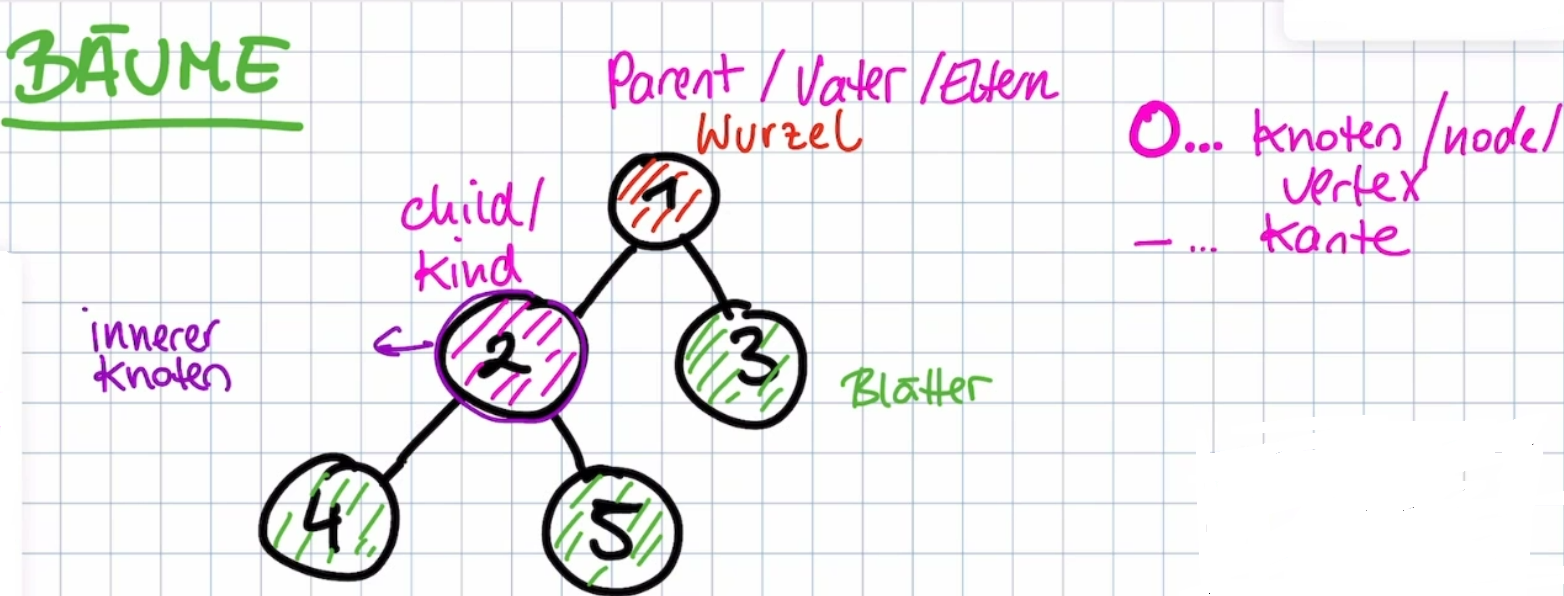 BÄUME
Parent / Vater / Eltern
Wurzel
O... Knoten /node/
vertex
— ... Kante
child/
kind
innerer
Knoten
1
2
3
Blätter
4
5